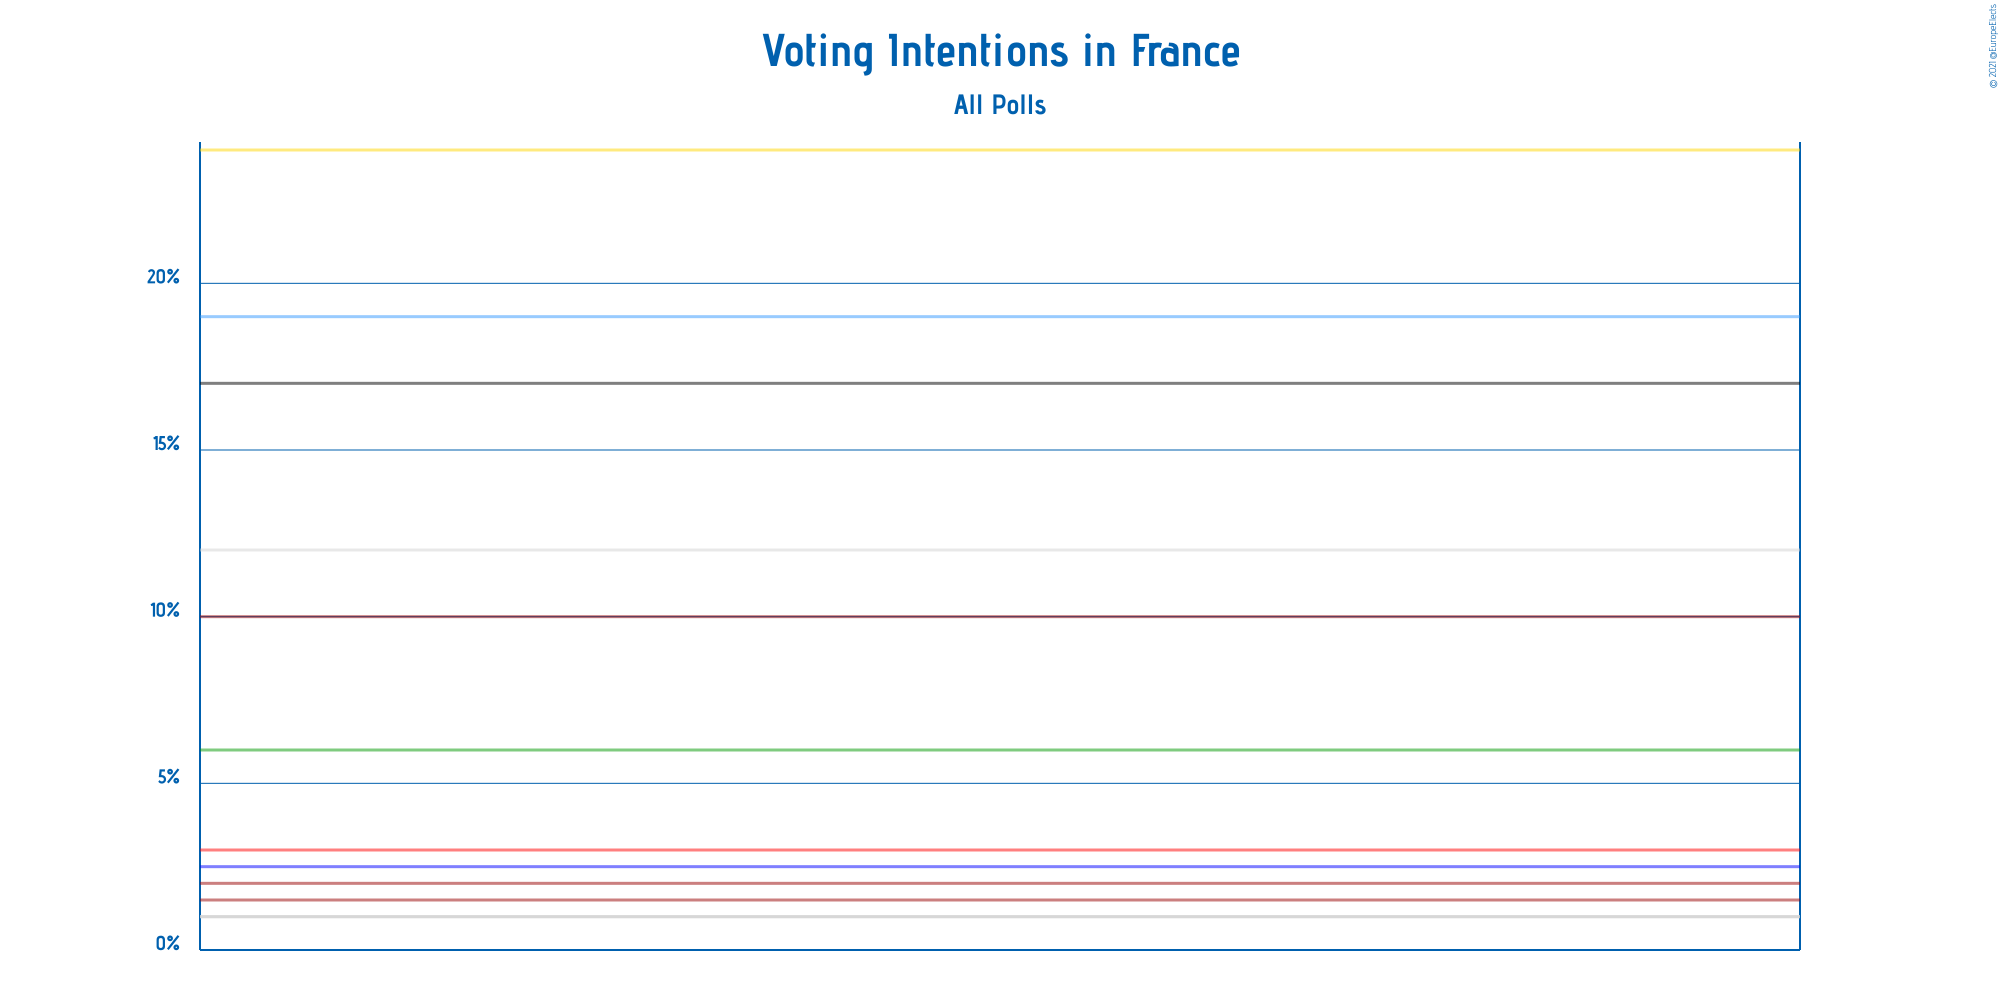 Voting Intentions in France
All Polls
© 2021 @EuropeElects
20%
15%
10%
5%
0%